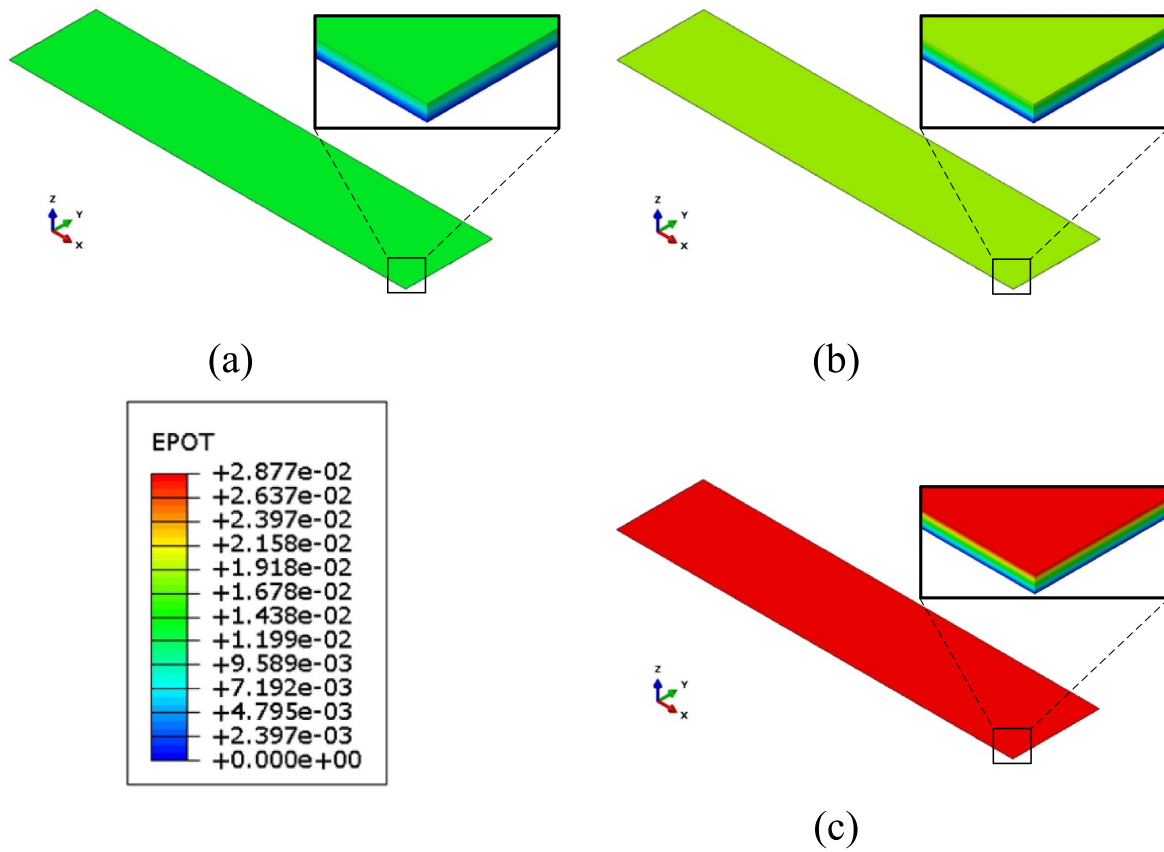 Z
Y
X
Z
Y
X
(a)
(b)
EPOT
+2.877e-02
+2.637e-02
+2.397e-02
+2.158e-02
+1.918e-02
+1.678e-02
+1.438e-02
+1.199e-02
+9.589e-03
+7.192e-03
+4.795e-03
+2.397e-03
+0.000e+00
Z
Y
X
(c)